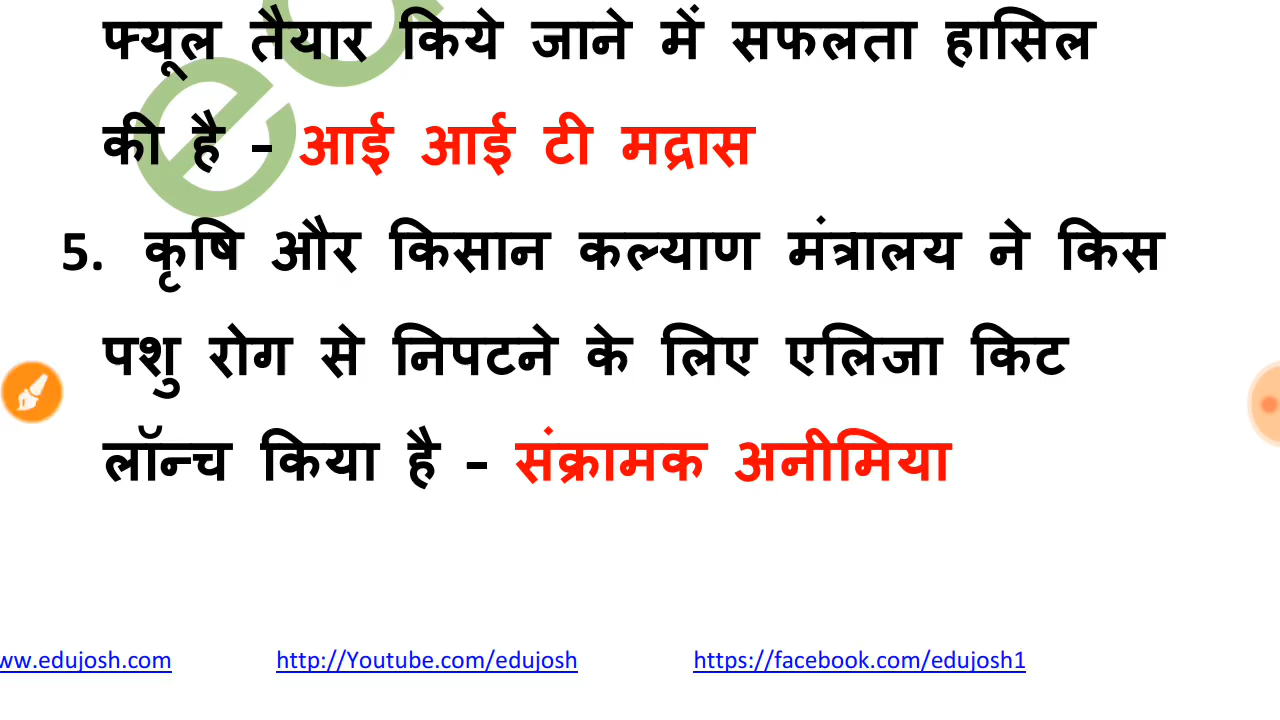 फ्यूल तैयार किये जाने में सफलता हासिल
की है – आई आई टी मद्रास
5. कृषि और किसान कल्याण मंत्रालय ने किस
पशु रोग से निपटने के लिए एलिजा किट
लॉन्च किया है – संक्रामक अनीमिया
ww.edujosh.com http://Youtube.com/edujosh https://facebook.com/edujosh1